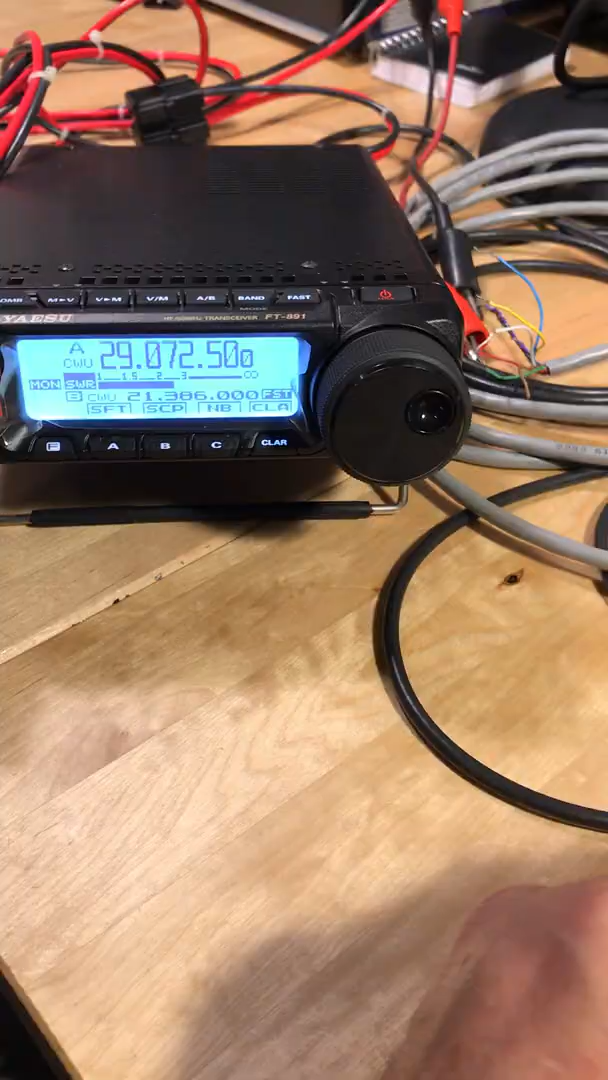 M►V V►M V/M A/B BAND FAST
MODE
YAESU HF/50MHz TRANSCEIVER FT-891
A
CWU 29.072.500
1 1.5 2 3 ∞
MON SWR
B CWU 21.386.000 FST
SFT SCP NB CLA
F A B C CLAR